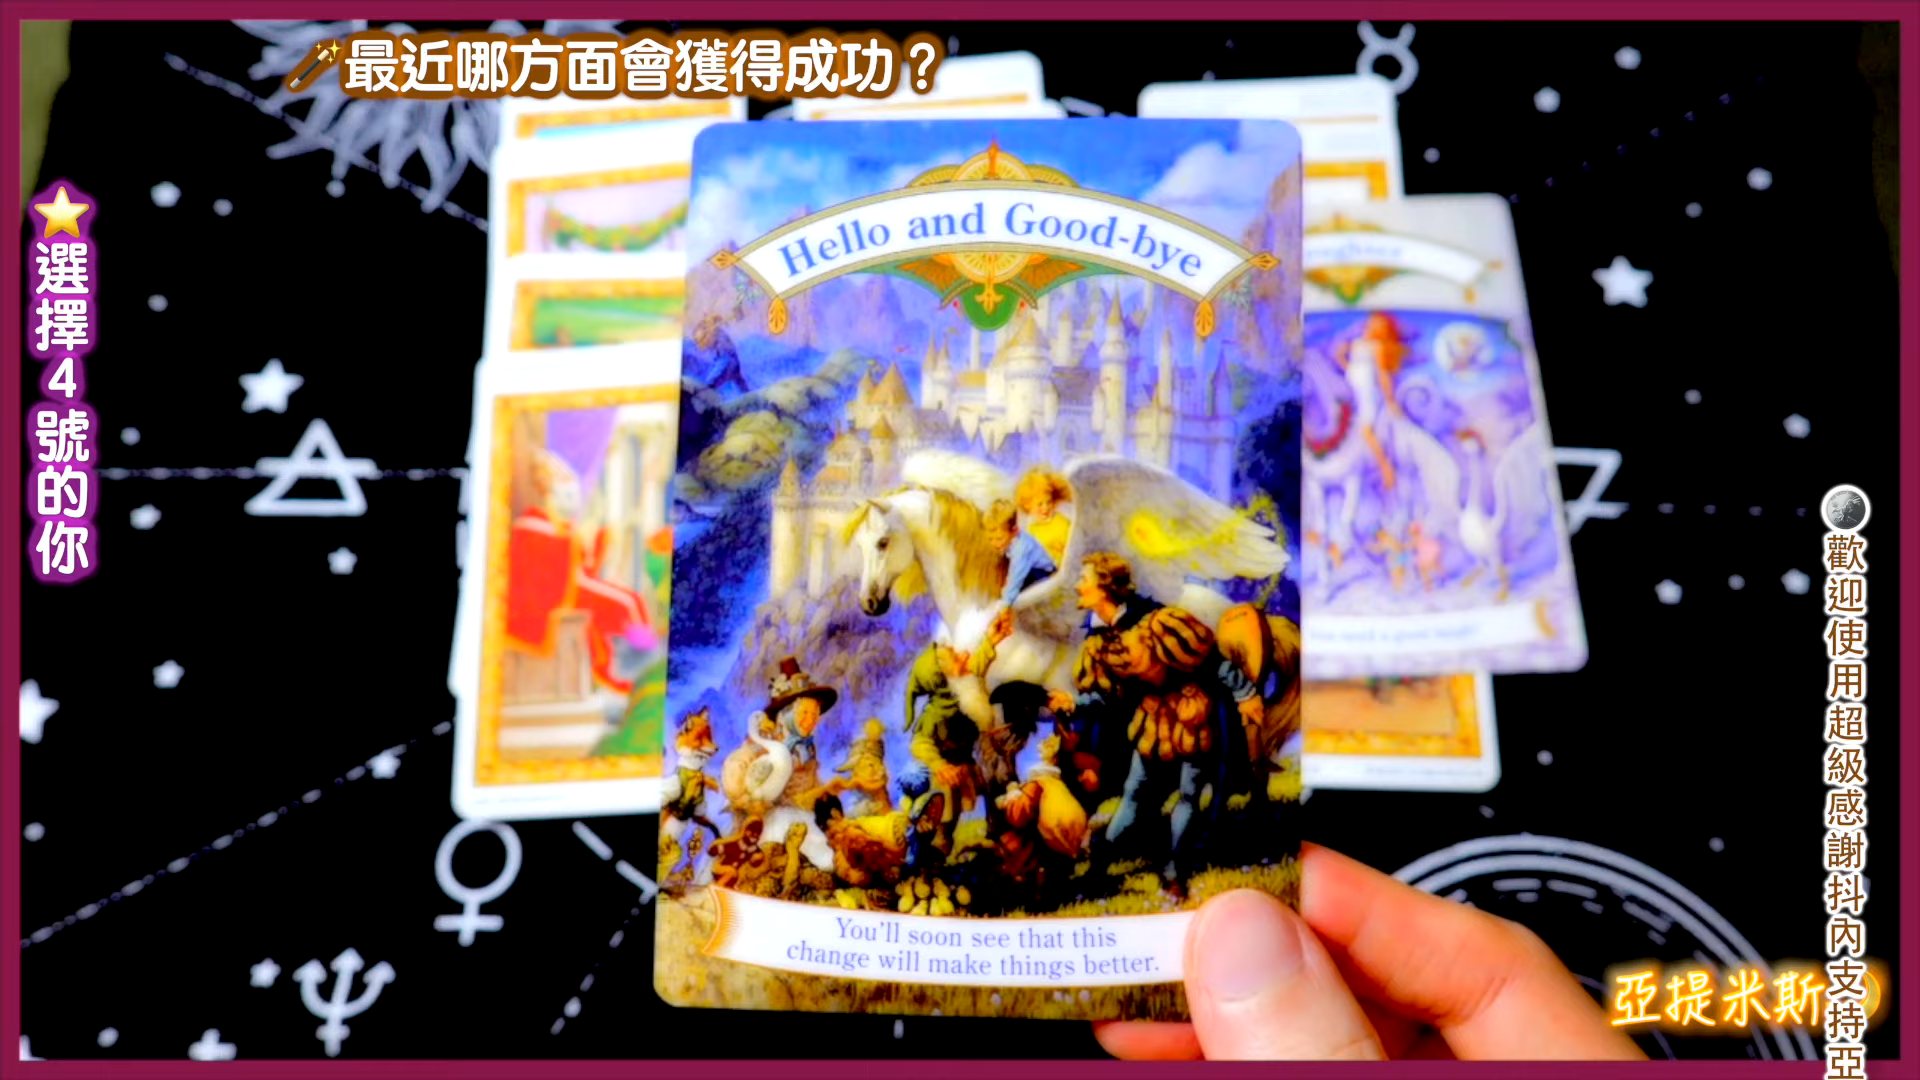 🪄最近哪方面會獲得成功？
⭐選擇4號的你
Hello and Good-bye
You'll soon see that this
change will make things better.
歡迎使用超級感謝抖內支持亞
亞提米斯